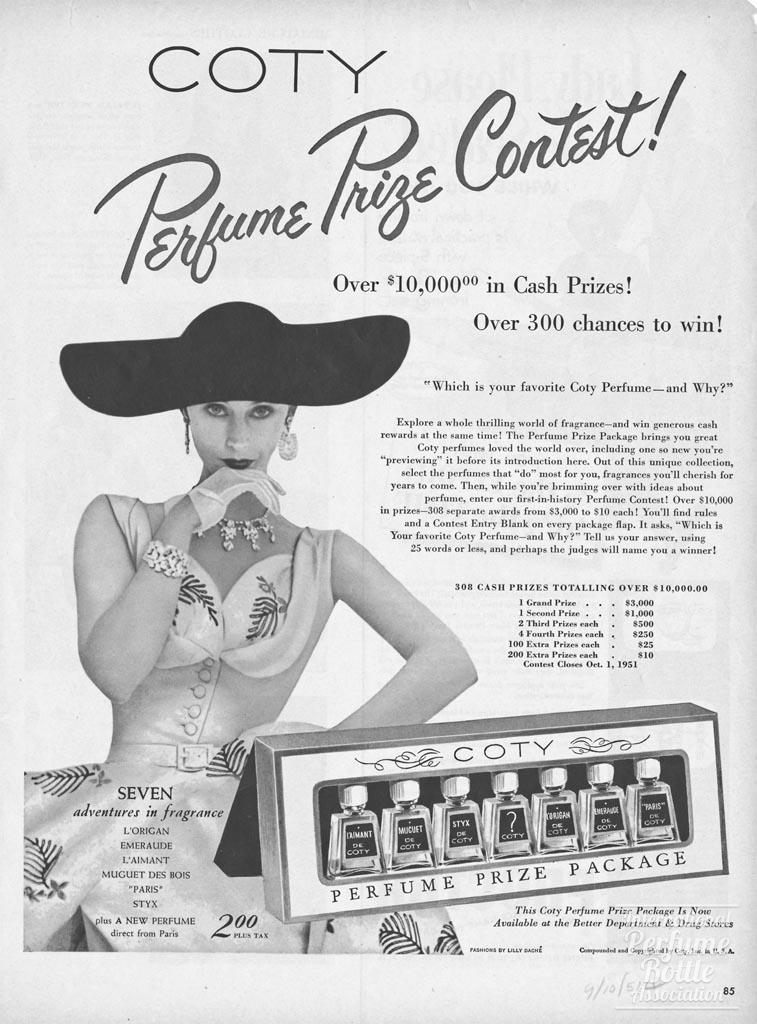 COTY
Perfume Prize Contest!
Over $10,000⁰⁰ in Cash Prizes!
Over 300 chances to win!
"Which is your favorite Coty Perfume—and Why?"
Explore a whole thrilling world of fragrance—and win generous cash
rewards at the same time! The Perfume Prize Package brings you great
Coty perfumes loved the world over, including one so new you're
"previewing" it before its introduction here. Out of this unique collection,
select the perfumes that "do" most for you, fragrances you'll cherish for
years to come. Then, while you're brimming over with ideas about
perfume, enter our first-in-history Perfume Contest! Over $10,000
in prizes—308 separate awards from $3,000 to $10 each! You'll find rules
and a Contest Entry Blank on every package flap. It asks, "Which is
Your favorite Coty Perfume—and Why?" Tell us your answer, using
25 words or less, and perhaps the judges will name you a winner!
308 CASH PRIZES TOTALLING OVER $10,000.00
1 Grand Prize . . . $3,000
1 Second Prize . . . $1,000
2 Third Prizes each . $500
4 Fourth Prizes each . $250
100 Extra Prizes each . $25
200 Extra Prizes each . $10
Contest Closes Oct. 1, 1951
COTY
L'AIMANT DE COTY
MUGUET DE COTY
STYX DE COTY
? COTY
L'ORIGAN DE COTY
EMERAUDE DE COTY
"PARIS" DE COTY
PERFUME PRIZE PACKAGE
SEVEN
adventures in fragrance
L'ORIGAN
EMERAUDE
L'AIMANT
MUGUET DES BOIS
"PARIS"
STYX
plus A NEW PERFUME
direct from Paris
2⁰⁰ PLUS TAX
This Coty Perfume Prize Package Is Now
Available at the Better Department & Drug Stores
FASHIONS BY LILLY DACHÉ
Compounded and Copyrighted by Coty, Inc. in U.S.A.
International
Perfume
Bottle
Association
85